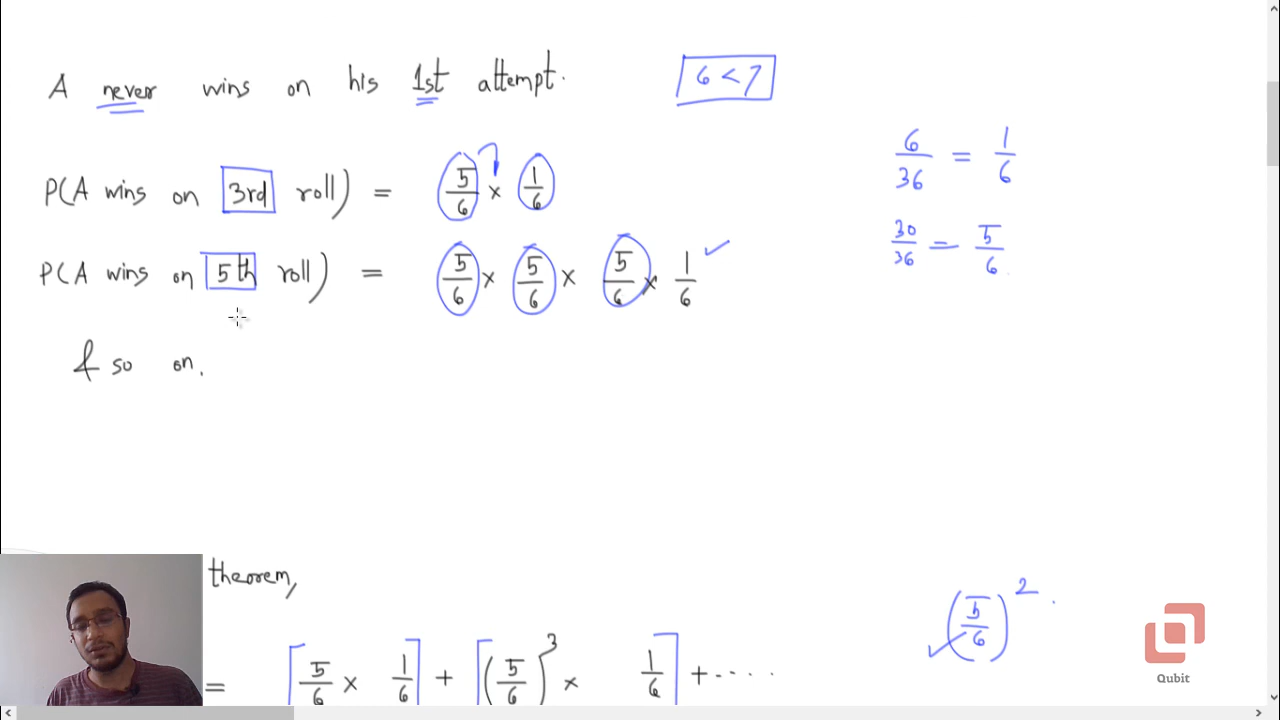 A never wins on his 1st attempt. 6 < 7
6/36 = 1/6
P(A wins on 3rd roll) = 5/6 × 1/6
30/36 = 5/6
P(A wins on 5th roll) = 5/6 × 5/6 × 5/6 × 1/6 ✓
& so on.
theorem,
(5/6)^2.
= [5/6 × 1/6] + [(5/6)^3 × 1/6] + ....
Qubit